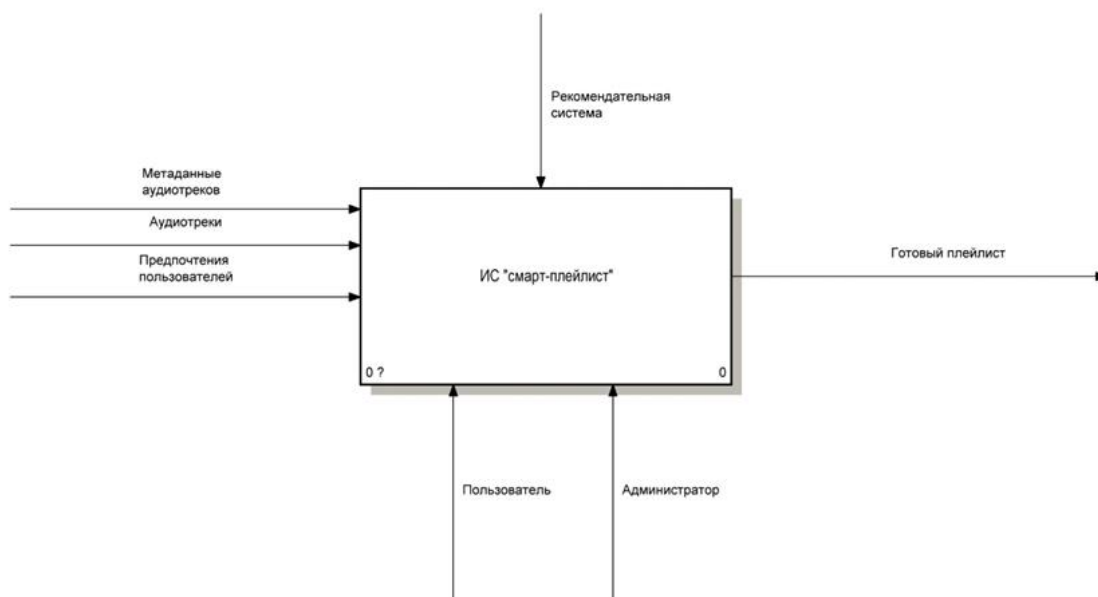 Рекомендательная
система
Метаданные
аудиотреков
Аудиотреки
Предпочтения
пользователей
ИС "смарт-плейлист"
Готовый плейлист
0 ?
0
Пользователь
Администратор